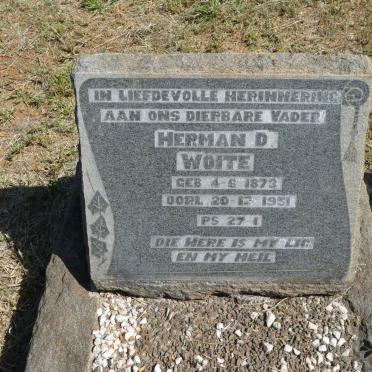 IN LIEFDEVOLLE HERINNERING
AAN ONS DIERBARE VADER
HERMAN D
WOITE
GEB 4-6-1873
OORL. 20-12-1951
PS 27-1
DIE HERE IS MY LIG
EN MY HEIL